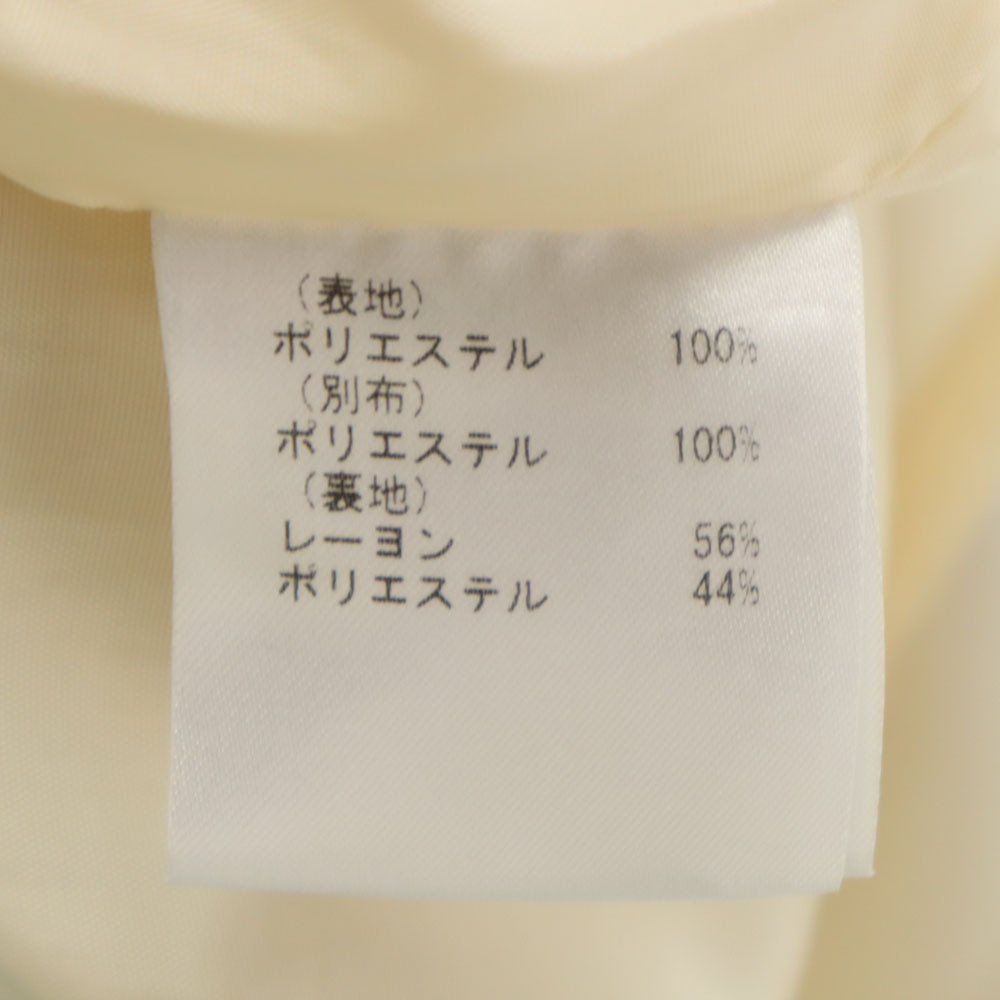 （表地）
ポリエステル 100%
（別布）
ポリエステル 100%
（裏地）
レーヨン 56%
ポリエステル 44%